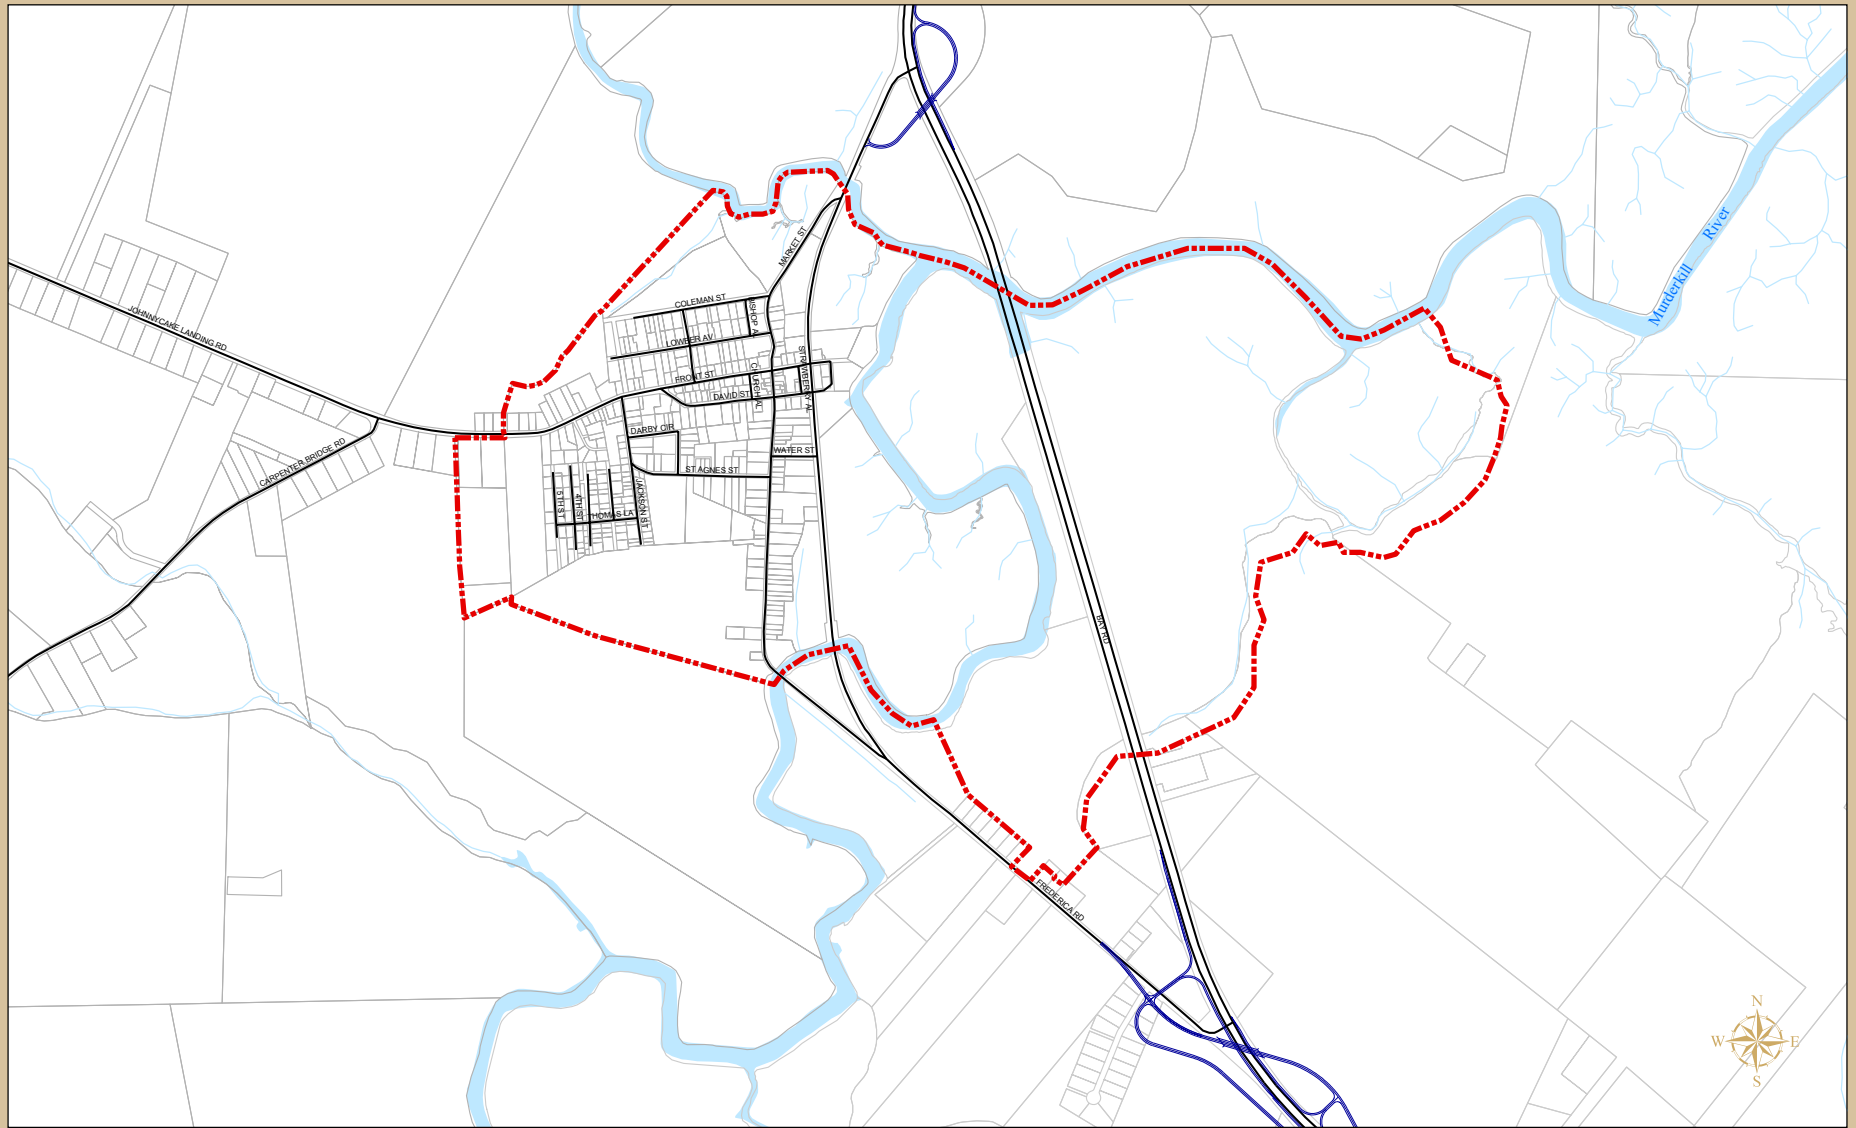 River
Murderkill
MARKET ST
COLEMAN ST
BISHOP AL
JOHNNYCAKE LANDING RD
LOWBER AV
STRAWBERRY AL
FRONT ST
CHURCH AL
DAVID ST
DARBY CIR
CARPENTER BRIDGE RD
WATER ST
ST AGNES ST
5TH ST
4TH ST
JACKSON ST
THOMAS LA
BAY RD
FREDERICA RD
N
W
E
S